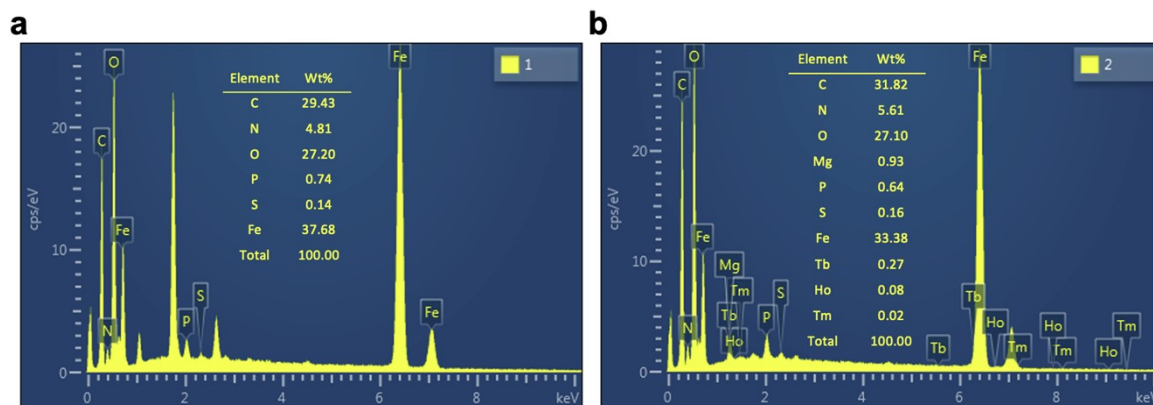 a
b
1
O
C
Fe
Fe
N
P
S
Fe
Element Wt%
C 29.43
N 4.81
O 27.20
P 0.74
S 0.14
Fe 37.68
Total 100.00
20
10
0
cps/eV
0 2 4 6 8 keV
2
O
C
Fe
Fe
N
Mg
Tm
Tb
Ho
P
S
Tb
Tb
Ho
Tm
Ho
Tm
Ho
Tm
Element Wt%
C 31.82
N 5.61
O 27.10
Mg 0.93
P 0.64
S 0.16
Fe 33.38
Tb 0.27
Ho 0.08
Tm 0.02
Total 100.00
20
10
0
cps/eV
0 2 4 6 8 keV